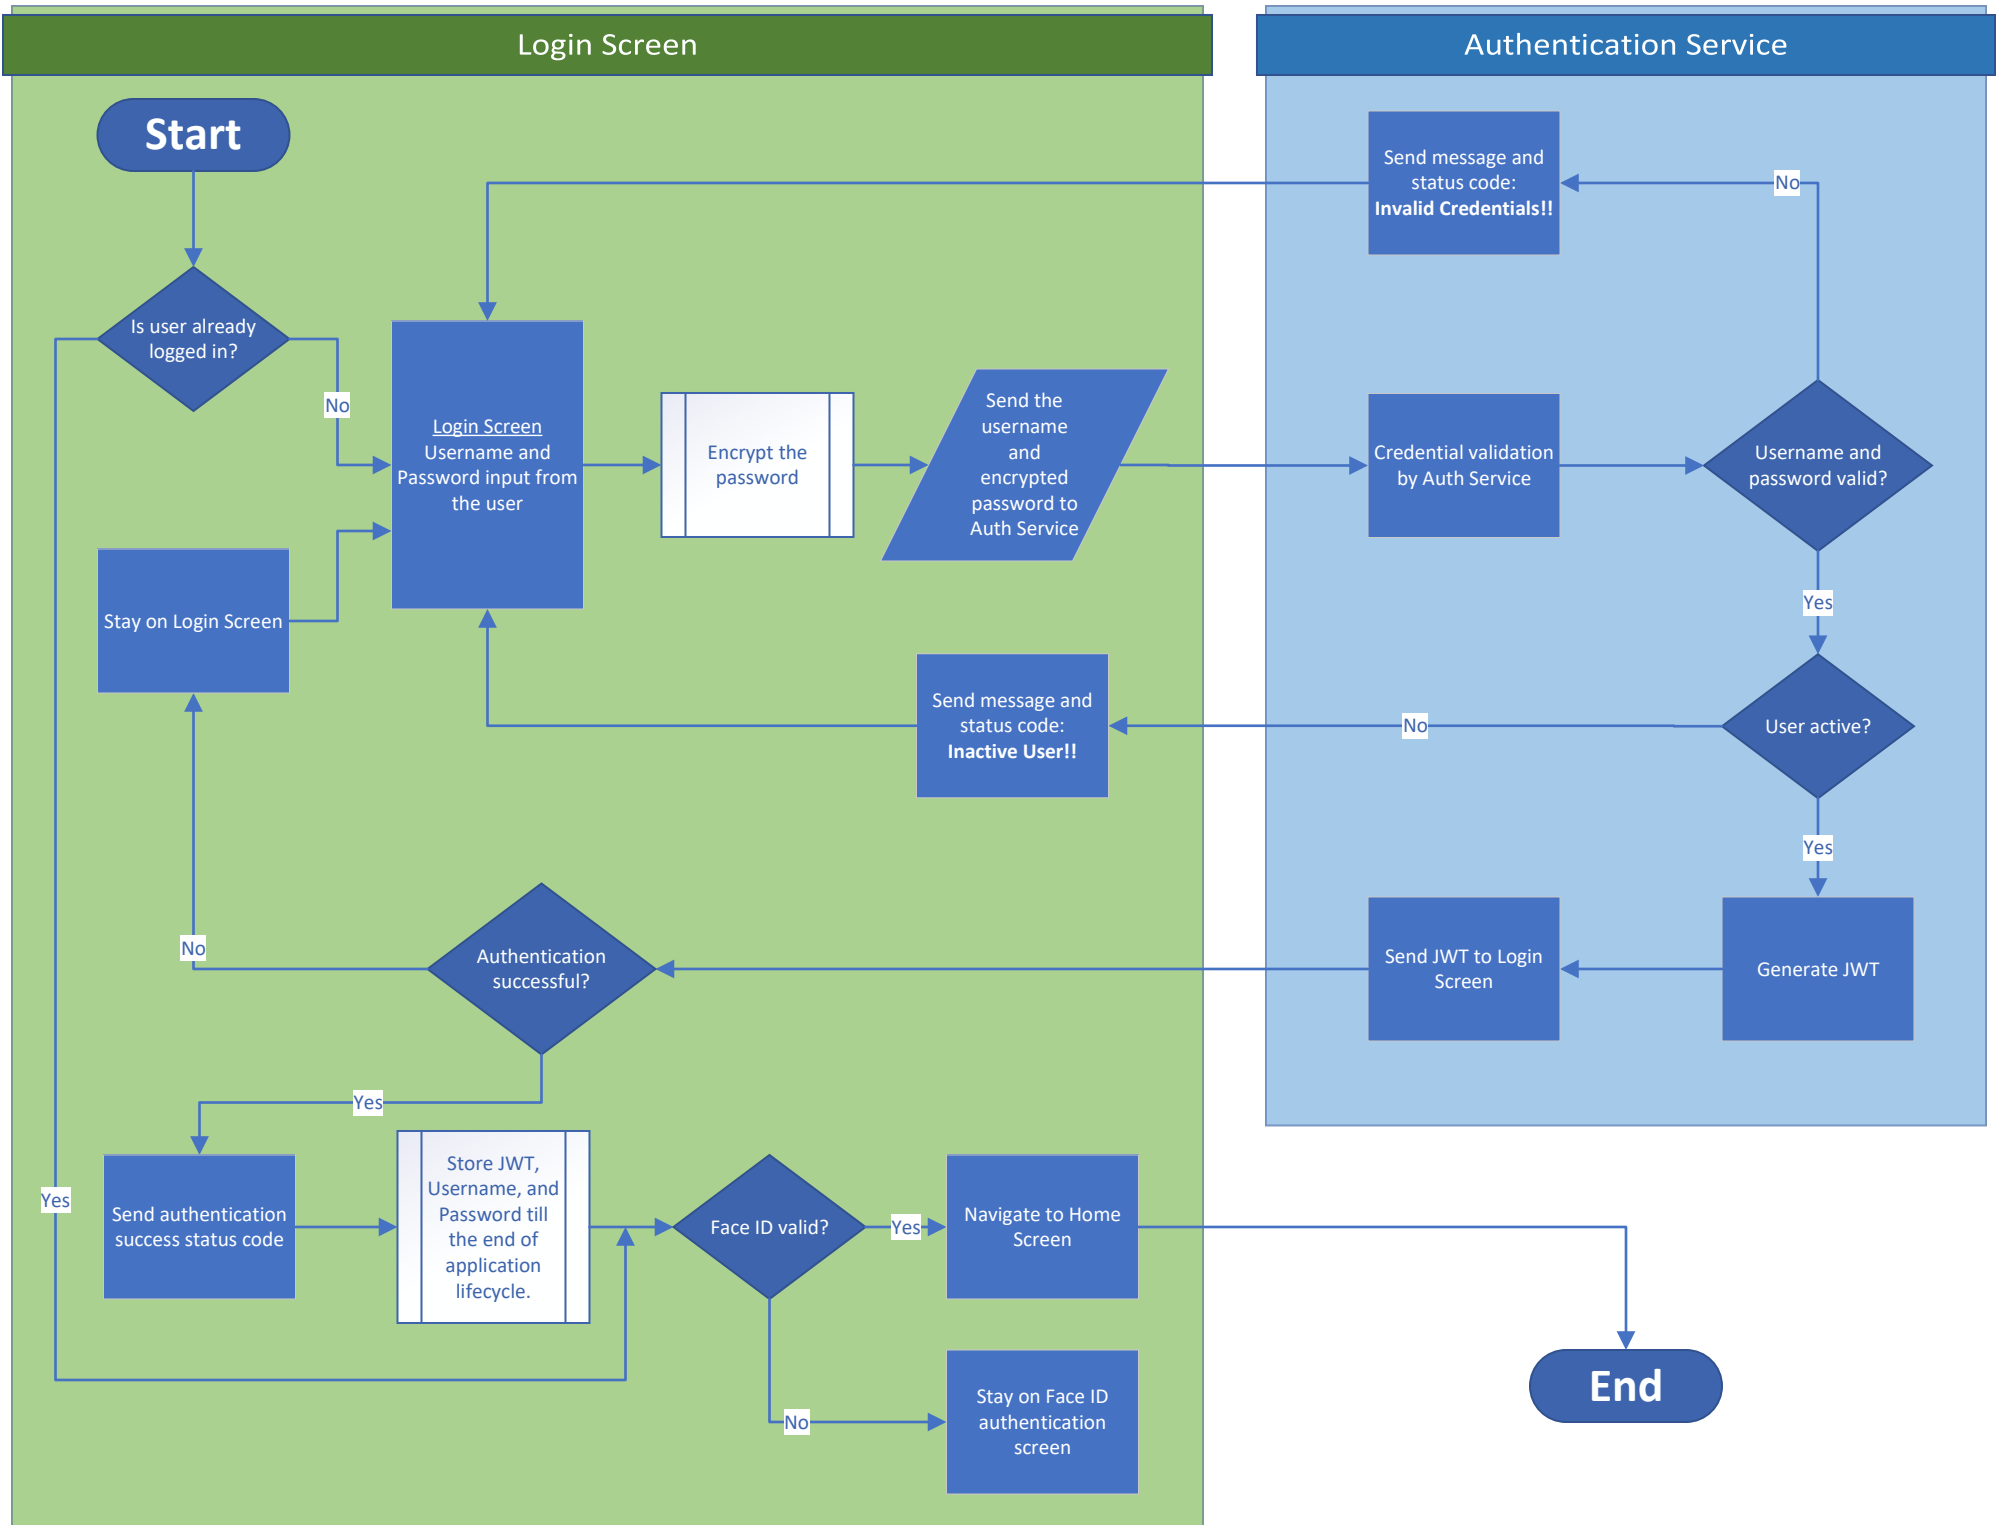 Login Screen
Authentication Service
Start
Send message and
status code:
Invalid Credentials!!
No
Is user already
logged in?
No
Login Screen
Username and
Password input from
the user
Encrypt the
password
Send the
username
and
encrypted
password to
Auth Service
Credential validation
by Auth Service
Username and
password valid?
Yes
Stay on Login Screen
Send message and
status code:
Inactive User!!
No
User active?
Yes
No
Authentication
successful?
Send JWT to Login
Screen
Generate JWT
Yes
Yes
Send authentication
success status code
Store JWT,
Username, and
Password till
the end of
application
lifecycle.
Face ID valid?
Yes
Navigate to Home
Screen
No
Stay on Face ID
authentication
screen
End